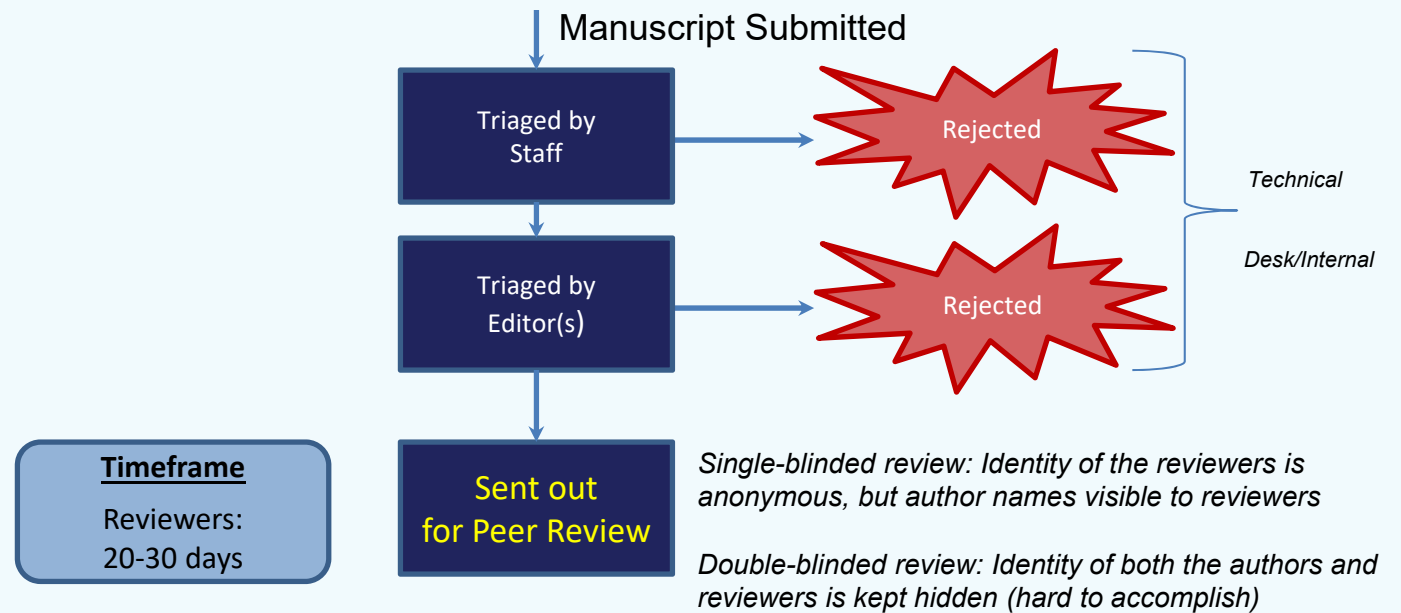 Manuscript Submitted
Triaged by
Staff
Rejected
Technical
Desk/Internal
Triaged by
Editor(s)
Rejected
Timeframe
Reviewers:
20-30 days
Sent out
for Peer Review
Single-blinded review: Identity of the reviewers is
anonymous, but author names visible to reviewers
Double-blinded review: Identity of both the authors and
reviewers is kept hidden (hard to accomplish)